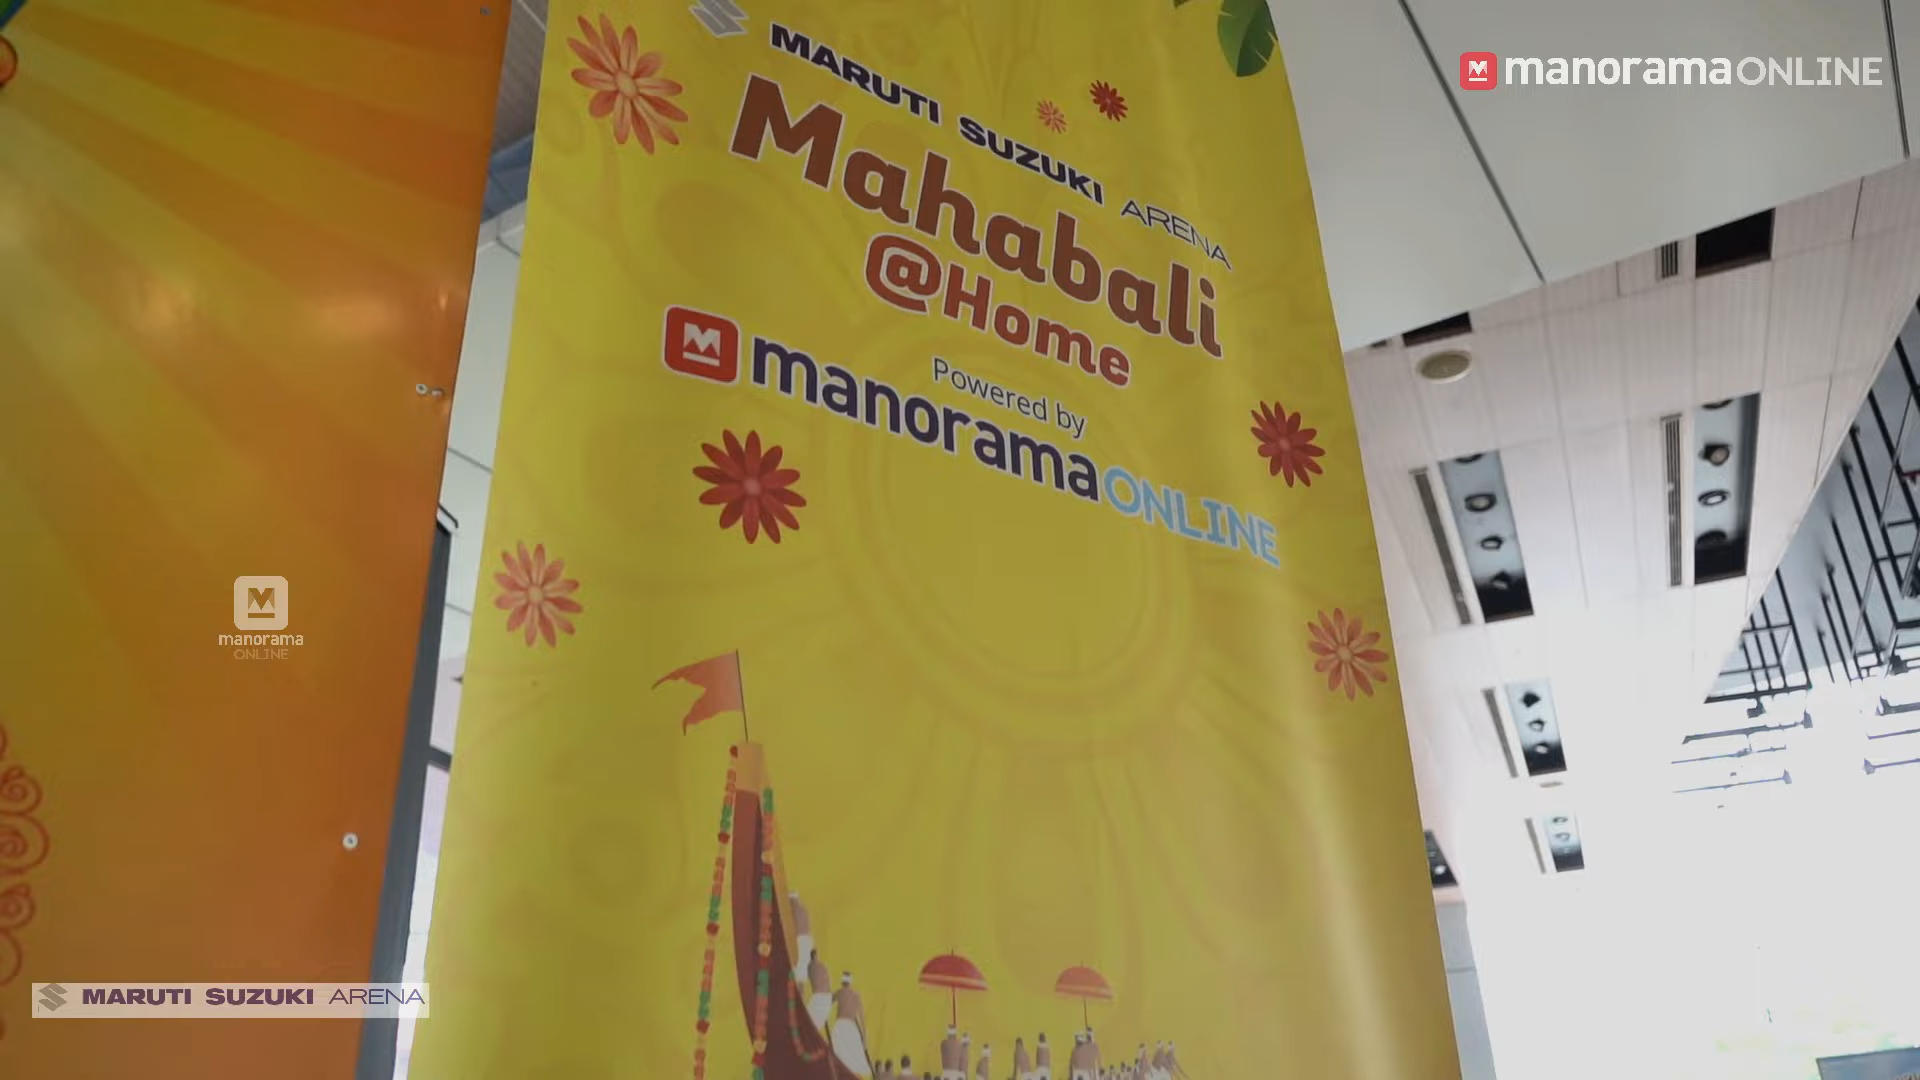 MARUTI SUZUKI ARENA
Mahabali
@Home
Powered by
manoramaONLINE
manoramaONLINE
manorama
ONLINE
MARUTI SUZUKI ARENA